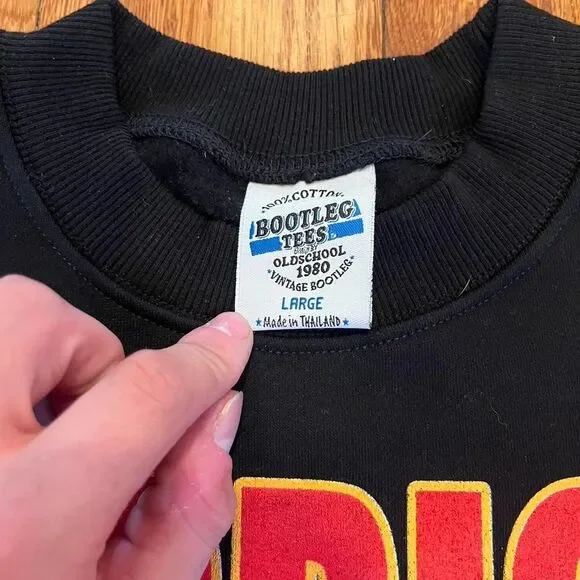 100% COTTON
BOOTLEG
TEES
OLDSCHOOL
1980
VINTAGE BOOTLEG
LARGE
★Made in THAILAND★